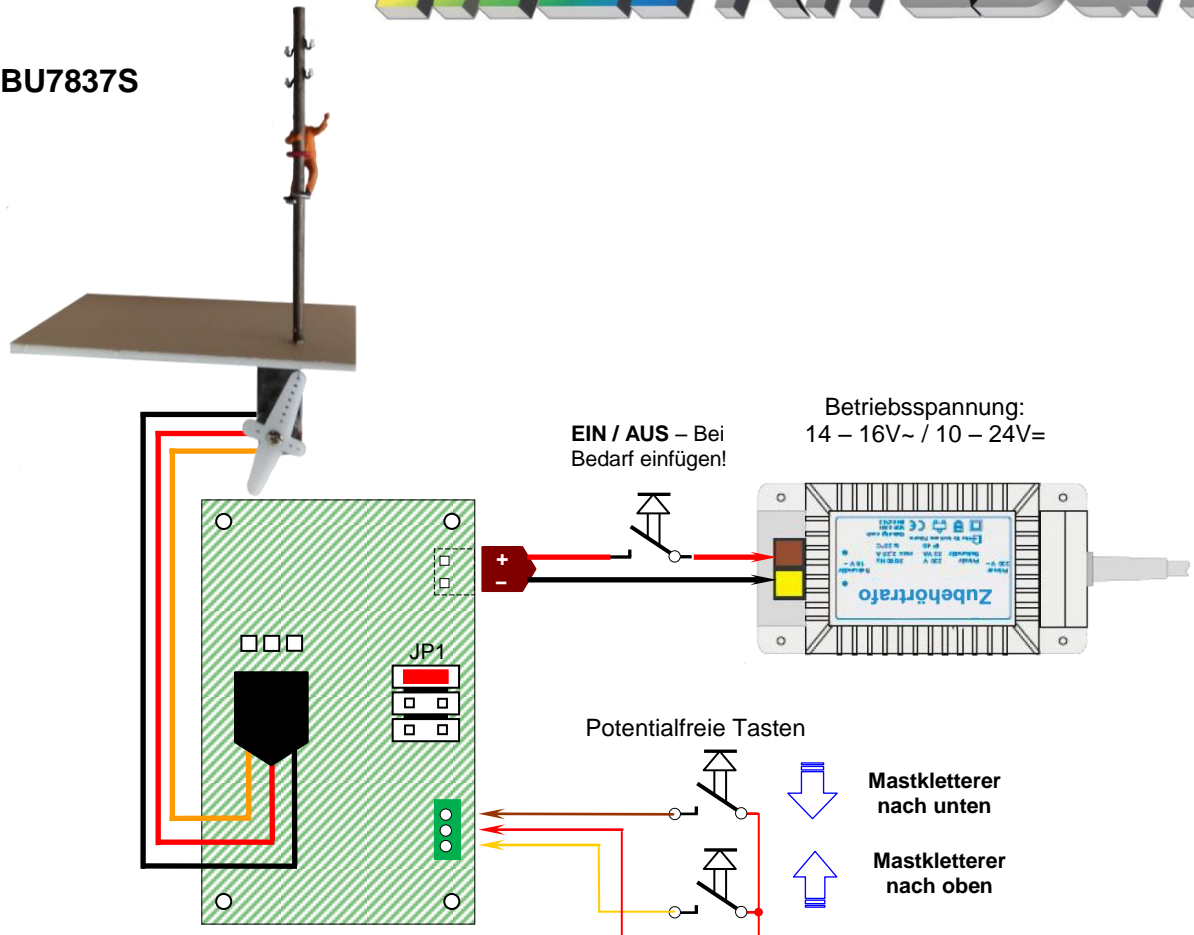 BU7837S
EIN / AUS – Bei
Bedarf einfügen!
Betriebsspannung:
14 – 16V~ / 10 – 24V=
+
–
Zubehörtrafo
JP1
Potentialfreie Tasten
Mastkletterer
nach unten
Mastkletterer
nach oben